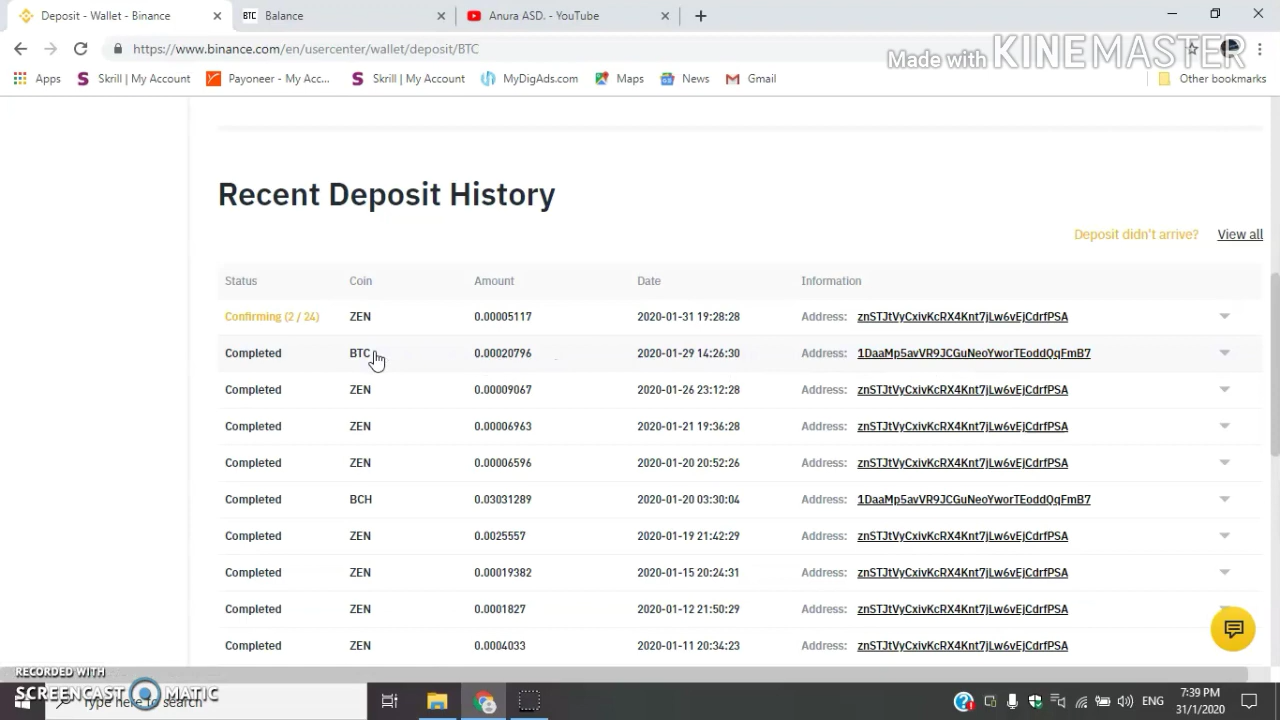 Deposit - Wallet - Binance
BTC Balance
Anura ASD. - YouTube
https://www.binance.com/en/usercenter/wallet/deposit/BTC
Made with KINEMASTER
Apps Skrill | My Account Payoneer - My Acc... Skrill | My Account MyDigAds.com Maps News Gmail Other bookmarks
Recent Deposit History
Deposit didn't arrive? View all
Status Coin Amount Date Information
Confirming (2 / 24) ZEN 0.00005117 2020-01-31 19:28:28 Address: znSTJtVyCxivKcRX4Knt7jLw6vEjCdrfPSA
Completed BTC 0.00020796 2020-01-29 14:26:30 Address: 1DaaMp5avVR9JCGuNeoYworTEoddQqFmB7
Completed ZEN 0.00009067 2020-01-26 23:12:28 Address: znSTJtVyCxivKcRX4Knt7jLw6vEjCdrfPSA
Completed ZEN 0.00006963 2020-01-21 19:36:28 Address: znSTJtVyCxivKcRX4Knt7jLw6vEjCdrfPSA
Completed ZEN 0.00006596 2020-01-20 20:52:26 Address: znSTJtVyCxivKcRX4Knt7jLw6vEjCdrfPSA
Completed BCH 0.03031289 2020-01-20 03:30:04 Address: 1DaaMp5avVR9JCGuNeoYworTEoddQqFmB7
Completed ZEN 0.0025557 2020-01-19 21:42:29 Address: znSTJtVyCxivKcRX4Knt7jLw6vEjCdrfPSA
Completed ZEN 0.00019382 2020-01-15 20:24:31 Address: znSTJtVyCxivKcRX4Knt7jLw6vEjCdrfPSA
Completed ZEN 0.0001827 2020-01-12 21:50:29 Address: znSTJtVyCxivKcRX4Knt7jLw6vEjCdrfPSA
Completed ZEN 0.0004033 2020-01-11 20:34:23 Address: znSTJtVyCxivKcRX4Knt7jLw6vEjCdrfPSA
RECORDED WITH
SCREENCAST MATIC
Type here to search
ENG
7:39 PM
31/1/2020